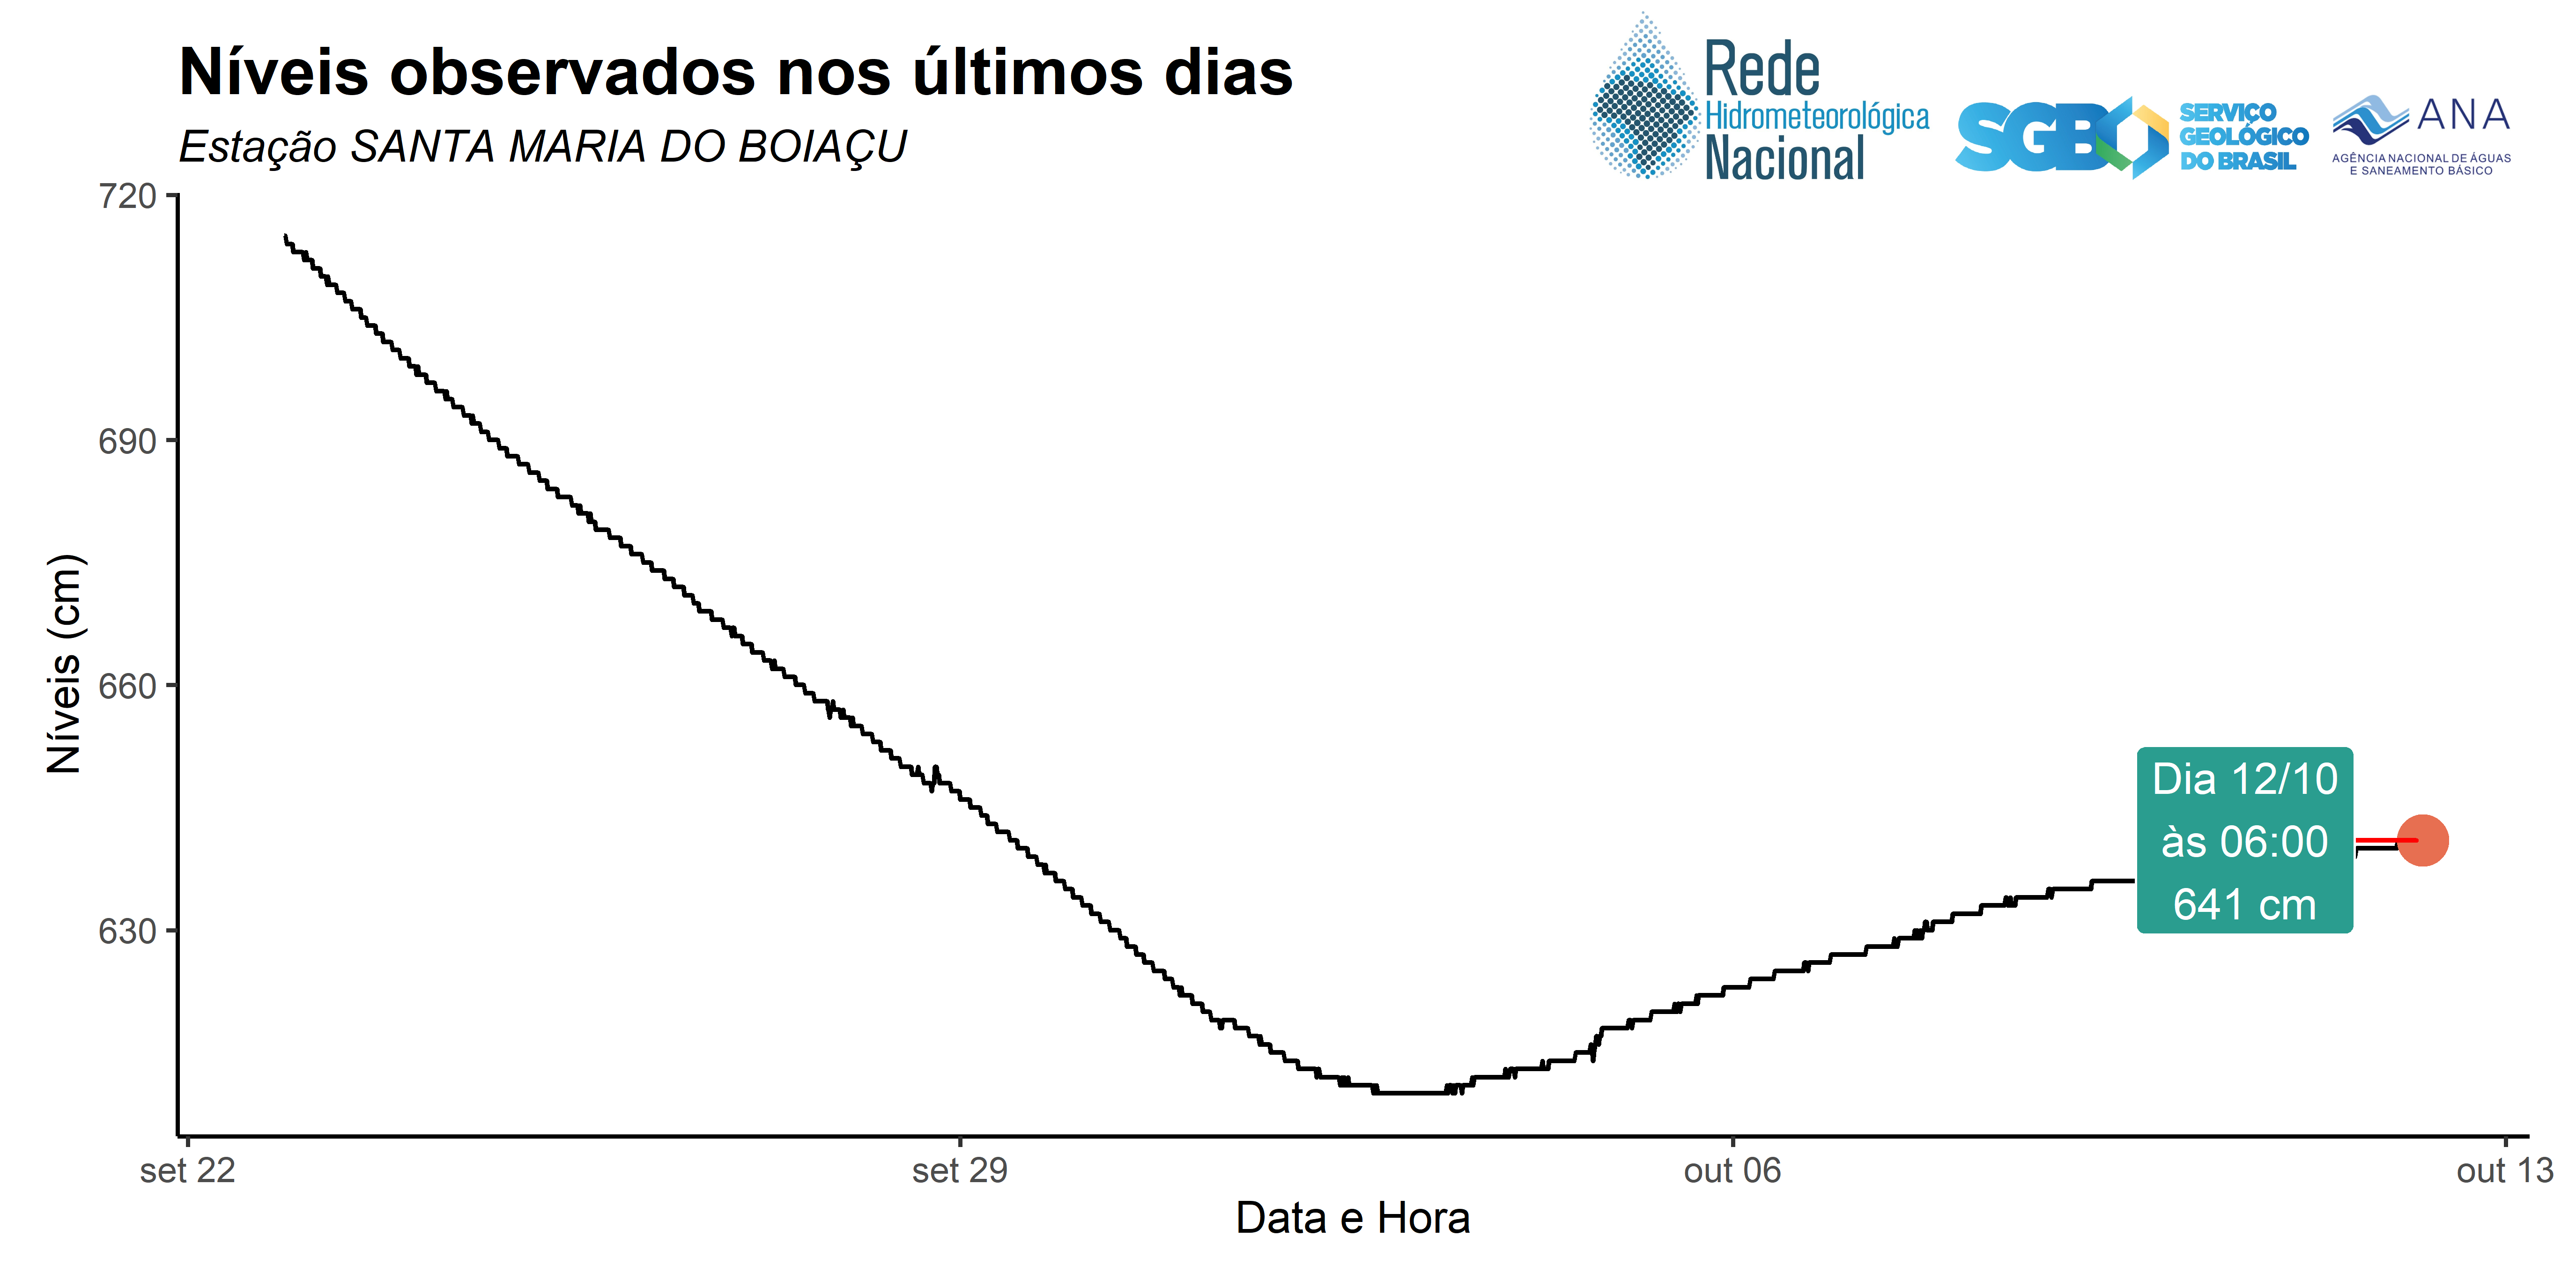 Níveis observados nos últimos dias
Estação SANTA MARIA DO BOIAÇU
Rede
Hidrometeorológica
Nacional
SGB
SERVIÇO
GEOLÓGICO
DO BRASIL
ANA
AGÊNCIA NACIONAL DE ÁGUAS
E SANEAMENTO BÁSICO
720
690
660
630
Níveis (cm)
Dia 12/10
às 06:00
641 cm
set 22
set 29
out 06
out 13
Data e Hora